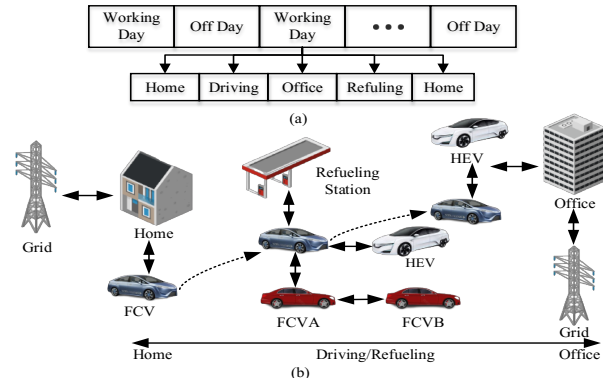 Working Day
Off Day
Working Day
•••
Off Day
Home
Driving
Office
Refuling
Home
(a)
HEV
Refueling
Station
Office
Home
Grid
HEV
FCV
FCVA
FCVB
Grid
Home
Driving/Refueling
Office
(b)